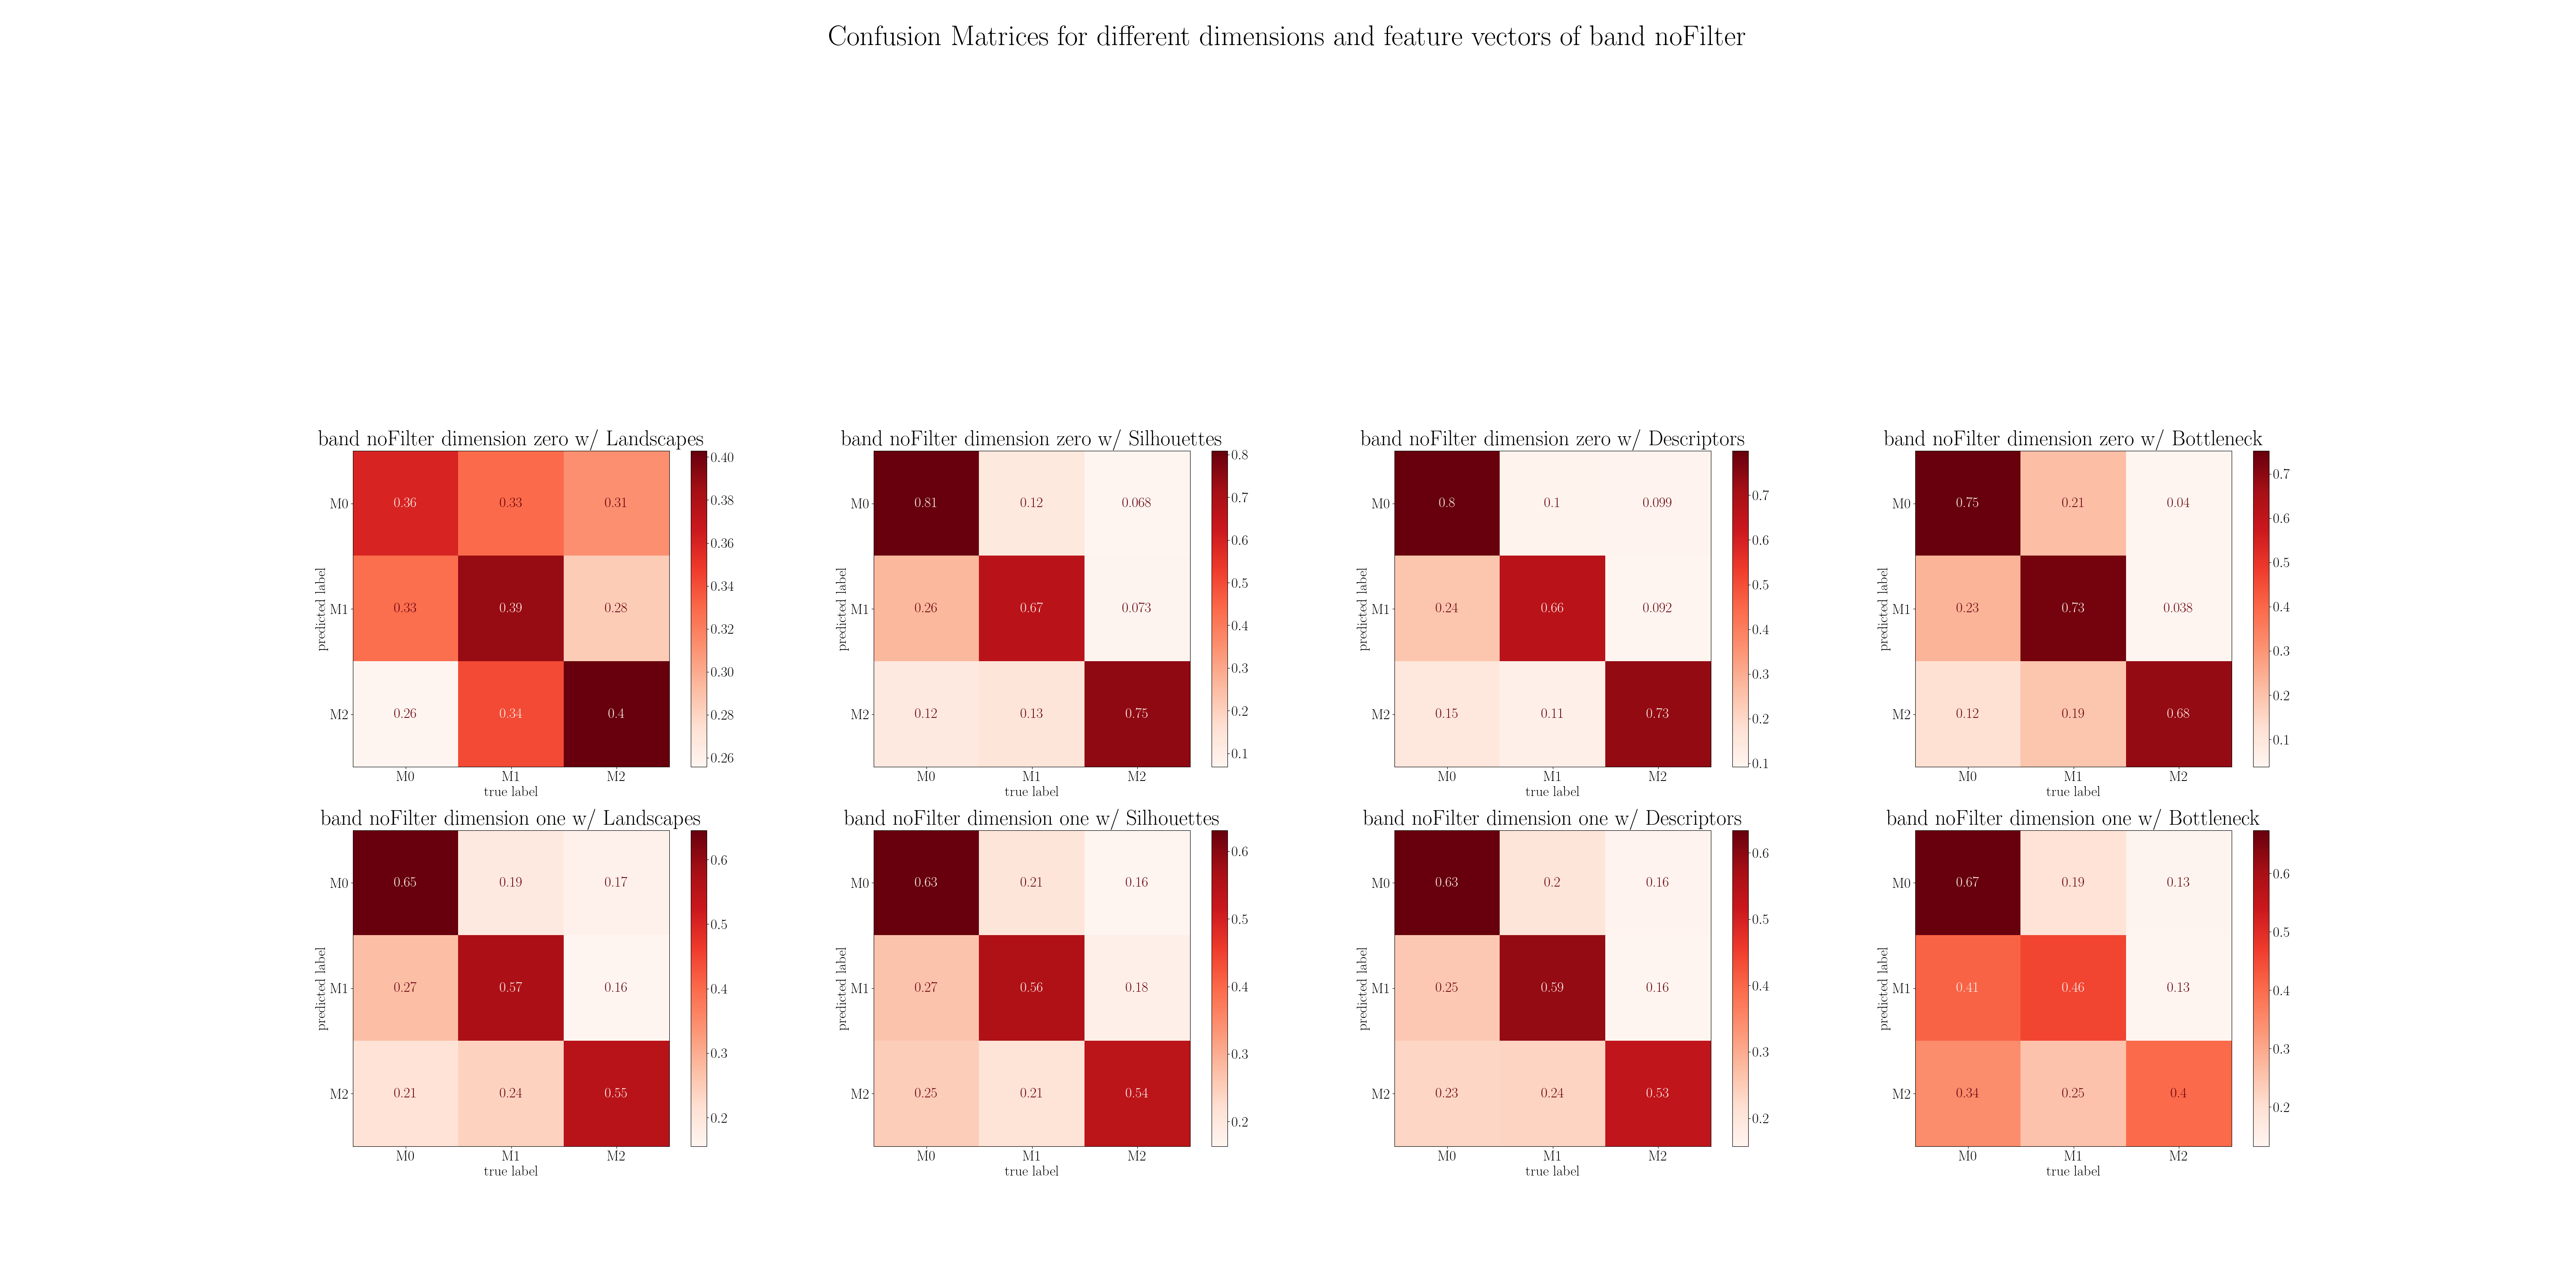 Confusion Matrices for different dimensions and feature vectors of band noFilter
band noFilter dimension zero w/ Landscapes
predicted label
M0
M1
M2
0.36 0.33 0.31
0.33 0.39 0.28
0.26 0.34 0.4
M0 M1 M2
true label
0.40
0.38
0.36
0.34
0.32
0.30
0.28
0.26
band noFilter dimension zero w/ Silhouettes
predicted label
M0
M1
M2
0.81 0.12 0.068
0.26 0.67 0.073
0.12 0.13 0.75
M0 M1 M2
true label
0.8
0.7
0.6
0.5
0.4
0.3
0.2
0.1
band noFilter dimension zero w/ Descriptors
predicted label
M0
M1
M2
0.8 0.1 0.099
0.24 0.66 0.092
0.15 0.11 0.73
M0 M1 M2
true label
0.7
0.6
0.5
0.4
0.3
0.2
0.1
band noFilter dimension zero w/ Bottleneck
predicted label
M0
M1
M2
0.75 0.21 0.04
0.23 0.73 0.038
0.12 0.19 0.68
M0 M1 M2
true label
0.7
0.6
0.5
0.4
0.3
0.2
0.1
band noFilter dimension one w/ Landscapes
predicted label
M0
M1
M2
0.65 0.19 0.17
0.27 0.57 0.16
0.21 0.24 0.55
M0 M1 M2
true label
0.6
0.5
0.4
0.3
0.2
band noFilter dimension one w/ Silhouettes
predicted label
M0
M1
M2
0.63 0.21 0.16
0.27 0.56 0.18
0.25 0.21 0.54
M0 M1 M2
true label
0.6
0.5
0.4
0.3
0.2
band noFilter dimension one w/ Descriptors
predicted label
M0
M1
M2
0.63 0.2 0.16
0.25 0.59 0.16
0.23 0.24 0.53
M0 M1 M2
true label
0.6
0.5
0.4
0.3
0.2
band noFilter dimension one w/ Bottleneck
predicted label
M0
M1
M2
0.67 0.19 0.13
0.41 0.46 0.13
0.34 0.25 0.4
M0 M1 M2
true label
0.6
0.5
0.4
0.3
0.2